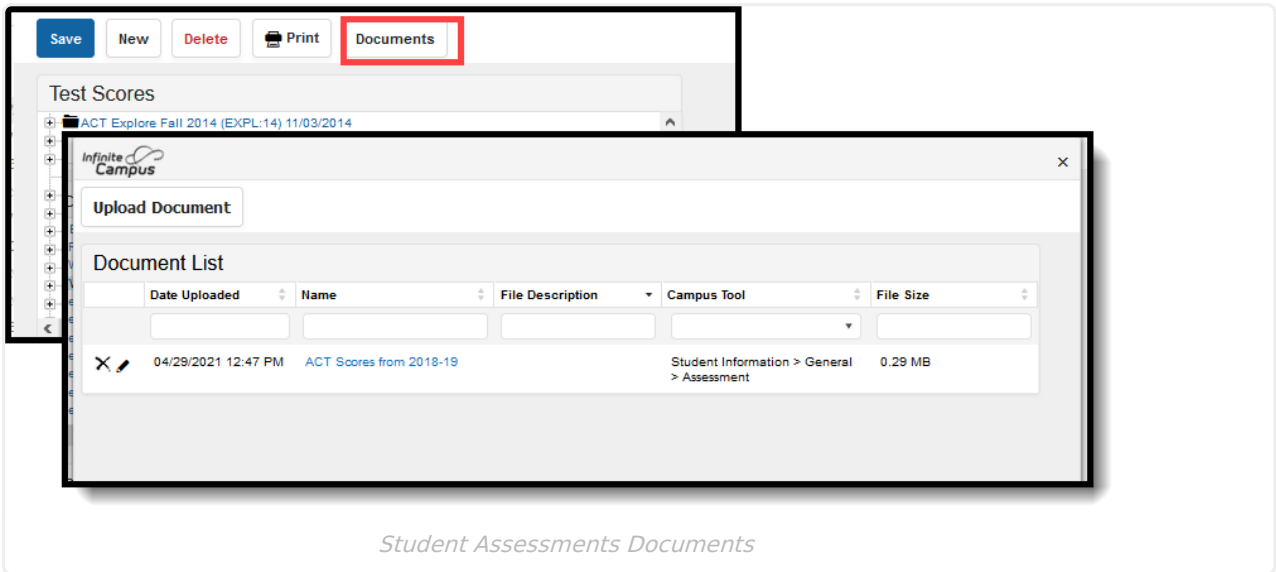 Save New Delete Print Documents
Test Scores
ACT Explore Fall 2014 (EXPL:14) 11/03/2014
Infinite
Campus
Upload Document
Document List
Date Uploaded Name File Description Campus Tool File Size
04/29/2021 12:47 PM ACT Scores from 2018-19 Student Information > General 0.29 MB
> Assessment
Student Assessments Documents